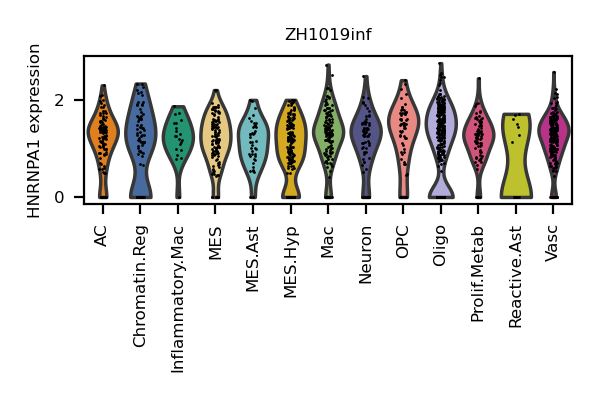 ZH1019inf
HNRNPA1 expression
2
0
AC
Chromatin.Reg
Inflammatory.Mac
MES
MES.Ast
MES.Hyp
Mac
Neuron
OPC
Oligo
Prolif.Metab
Reactive.Ast
Vasc